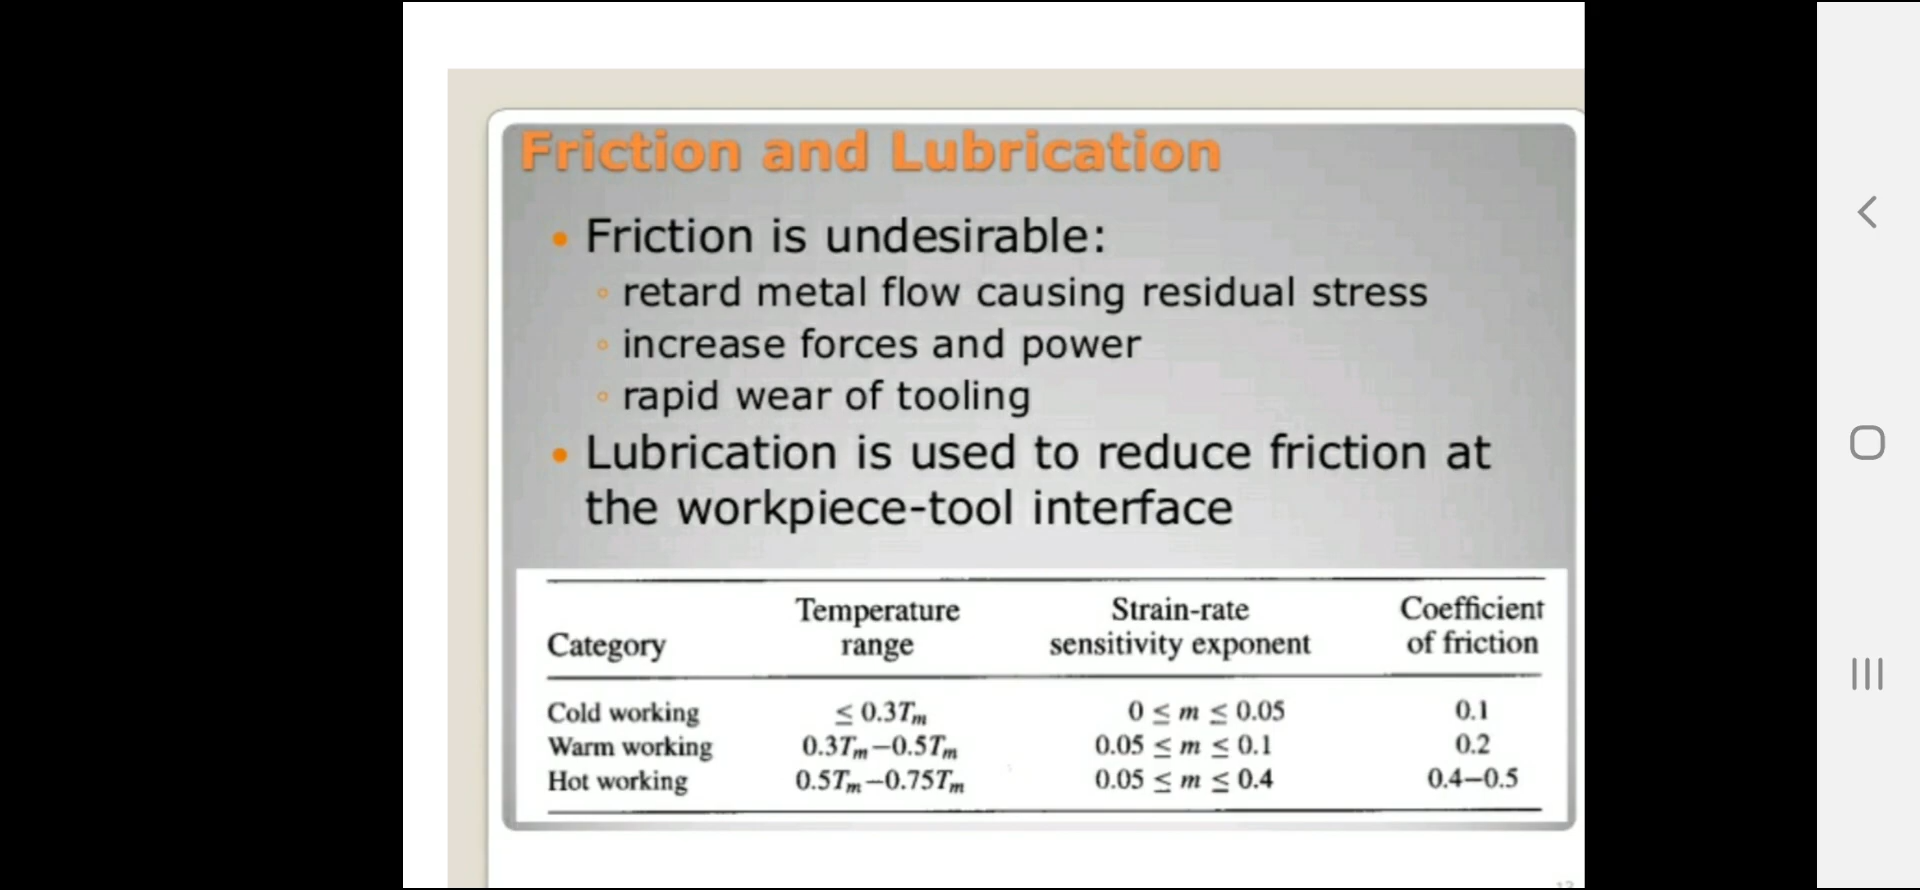 Friction and Lubrication
• Friction is undesirable:
◦ retard metal flow causing residual stress
◦ increase forces and power
◦ rapid wear of tooling
• Lubrication is used to reduce friction at
the workpiece-tool interface
Category Temperature range Strain-rate sensitivity exponent Coefficient of friction
Cold working ≤ 0.3Tm 0 ≤ m ≤ 0.05 0.1
Warm working 0.3Tm–0.5Tm 0.05 ≤ m ≤ 0.1 0.2
Hot working 0.5Tm–0.75Tm 0.05 ≤ m ≤ 0.4 0.4–0.5